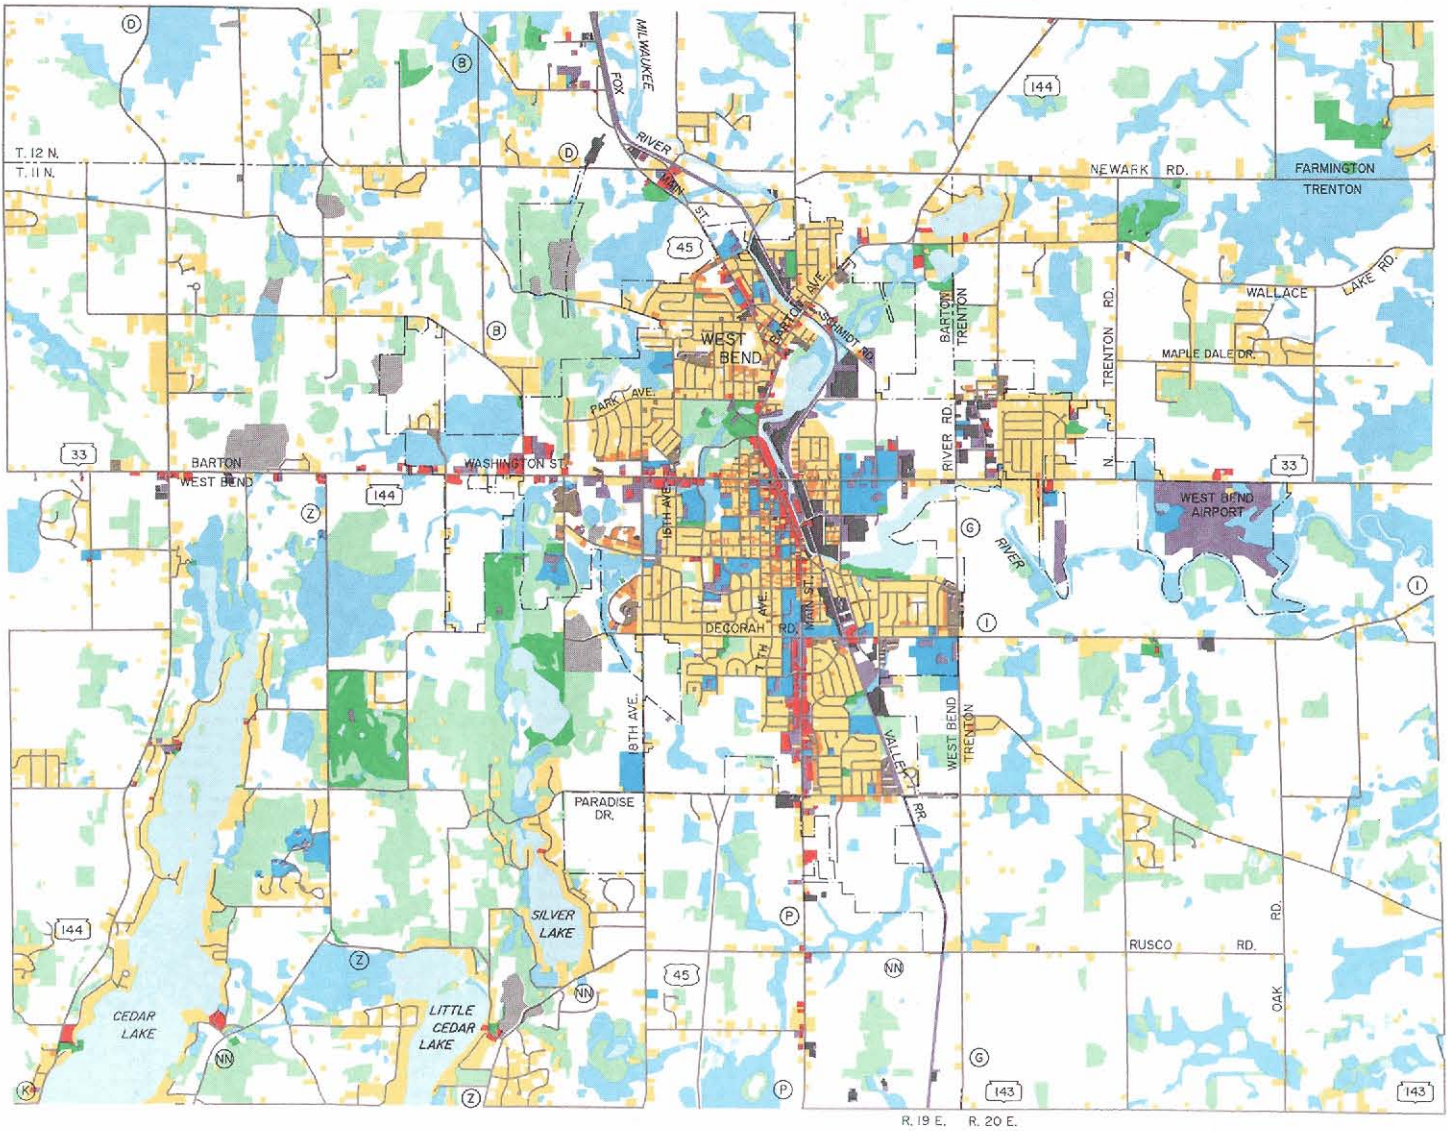 D
MILWAUKEE
FOX
RIVER
B
144
D
T. 12 N.
T. 11 N.
NEWARK RD.
FARMINGTON
TRENTON
MAIN ST.
45
LAKE RD.
WALLACE
BARTON AVE.
SCHMIDT RD.
BARTON
TRENTON
TRENTON RD.
N.
B
WEST
BEND
MAPLE DALE DR.
PARK AVE.
RIVER RD.
33
BARTON
WEST BEND
WASHINGTON ST.
33
144
Z
15TH AVE.
WEST BEND
AIRPORT
G
RIVER
I
DECORAH RD.
7TH AVE.
MAIN ST.
I
18TH AVE.
WEST BEND
TRENTON
VALLEY RR.
PARADISE
DR.
144
SILVER
LAKE
P
RUSCO RD.
OAK RD.
Z
NN
45
NN
CEDAR
LAKE
LITTLE
CEDAR
LAKE
NN
G
K
Z
P
143
143
R. 19 E. R. 20 E.